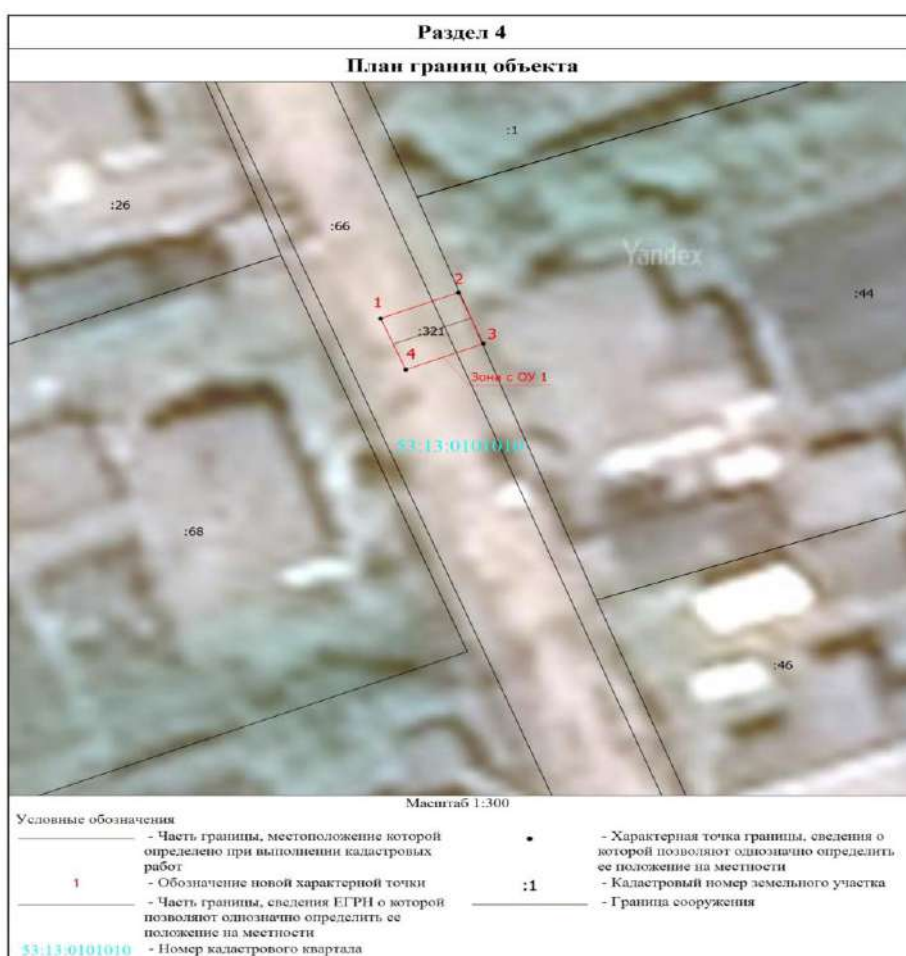 Раздел 4
План границ объекта
:1
:26
:66
Yandex
2
:44
1
:321
3
4
Зона с ОУ 1
53:13:0101010
:68
:46
Масштаб 1:300
Условные обозначения
- Часть границы, местоположение которой
определено при выполнении кадастровых
работ
1 - Обозначение новой характерной точки
- Часть границы, сведения ЕГРН о которой
позволяют однозначно определить ее
положение на местности
53:13:0101010 - Номер кадастрового квартала
- Характерная точка границы, сведения о
которой позволяют однозначно определить
ее положение на местности
:1 - Кадастровый номер земельного участка
- Граница сооружения